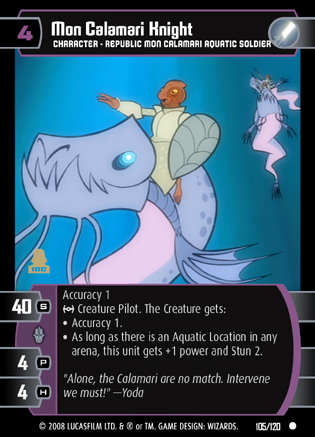 4
Mon Calamari Knight
CHARACTER - REPUBLIC MON CALAMARI AQUATIC SOLDIER
IDC
40 S
4 P
4 H
Accuracy 1
Creature Pilot. The Creature gets:
• Accuracy 1.
• As long as there is an Aquatic Location in any
arena, this unit gets +1 power and Stun 2.
"Alone, the Calamari are no match. Intervene
we must!" —Yoda
© 2008 LUCASFILM LTD. & ® or TM. GAME DESIGN: WIZARDS. 105/120